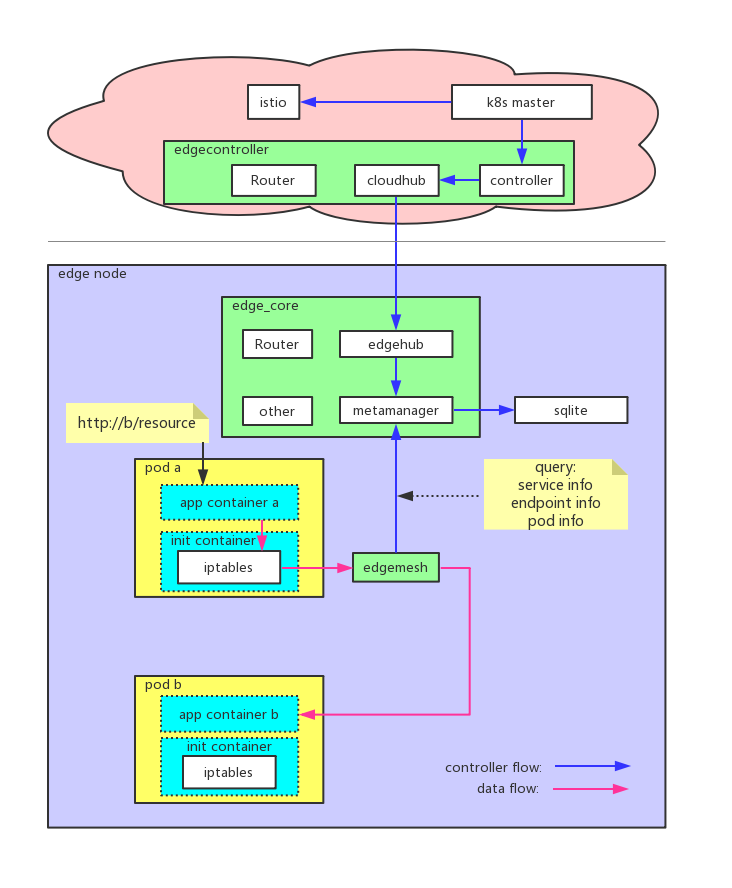 istio
k8s master
edgecontroller
Router
cloudhub
controller
edge node
edge_core
Router
edgehub
other
metamanager
sqlite
http://b/resource
pod a
app container a
init container
iptables
query:
service info
endpoint info
pod info
edgemesh
pod b
app container b
init container
iptables
controller flow:
data flow: